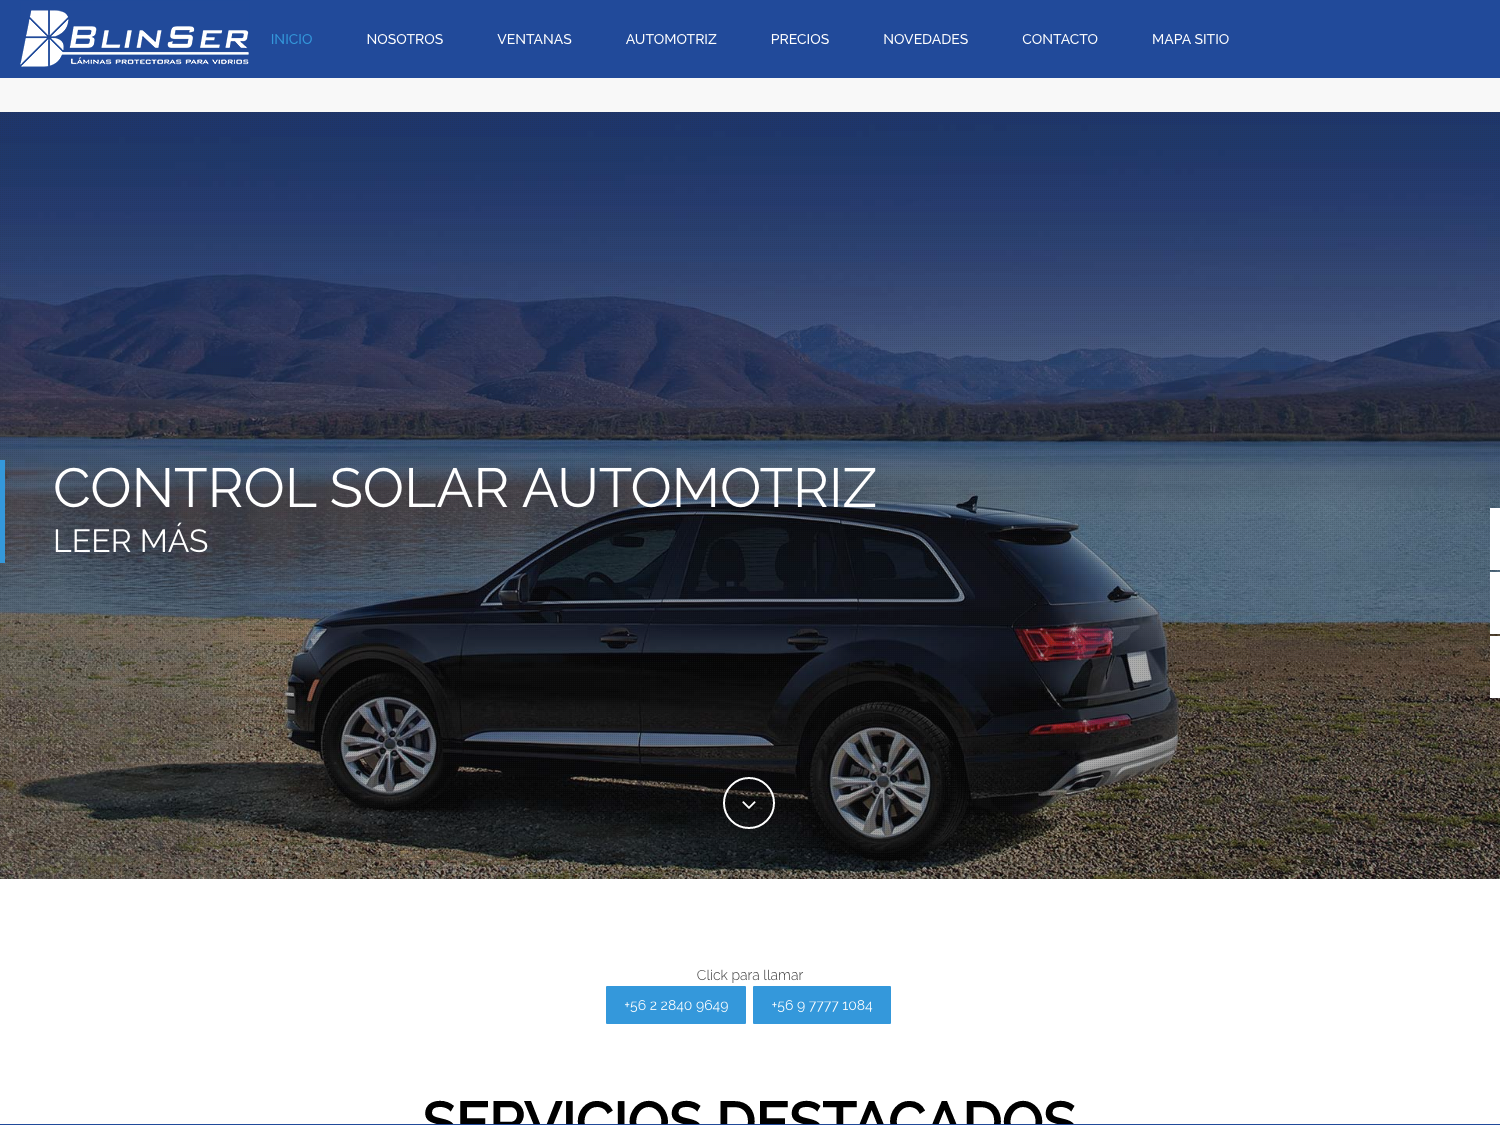 BLINSER
LÁMINAS PROTECTORAS PARA VIDRIOS
INICIO NOSOTROS VENTANAS AUTOMOTRIZ PRECIOS NOVEDADES CONTACTO MAPA SITIO
CONTROL SOLAR AUTOMOTRIZ
LEER MÁS
Click para llamar
+56 2 2840 9649 +56 9 7777 1084
SERVICIOS DESTACADOS